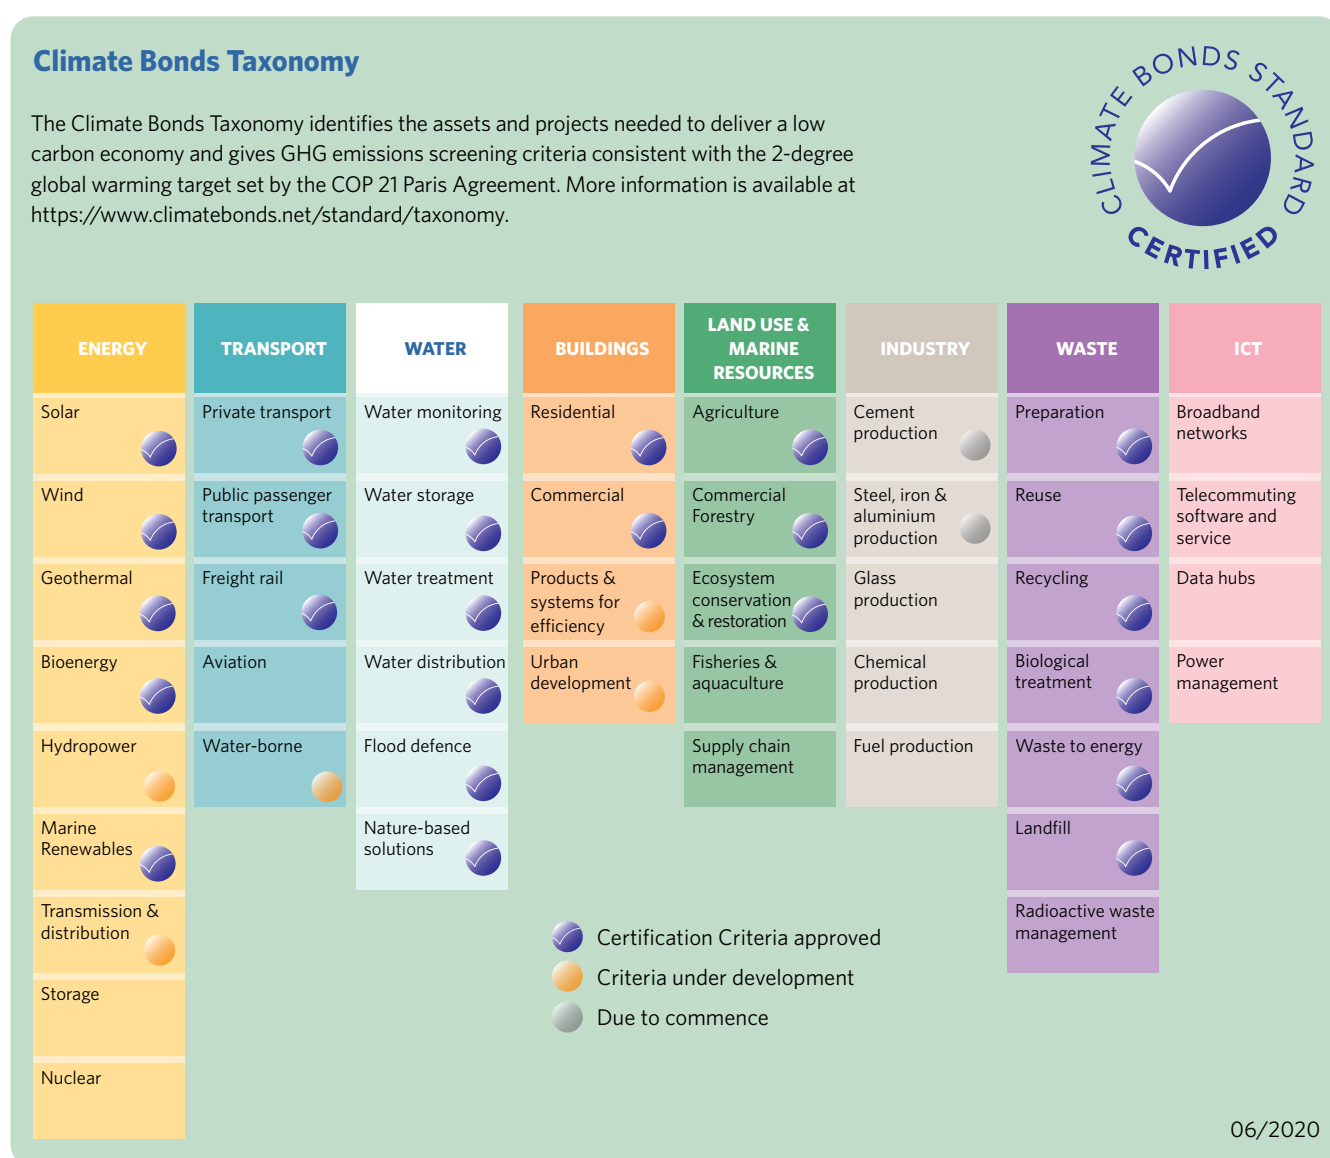 Climate Bonds Taxonomy
The Climate Bonds Taxonomy identifies the assets and projects needed to deliver a low
carbon economy and gives GHG emissions screening criteria consistent with the 2-degree
global warming target set by the COP 21 Paris Agreement. More information is available at
https://www.climatebonds.net/standard/taxonomy.
CLIMATE BONDS STANDARD
CERTIFIED
ENERGY
Solar
Wind
Geothermal
Bioenergy
Hydropower
Marine
Renewables
Transmission &
distribution
Storage
Nuclear
TRANSPORT
Private transport
Public passenger
transport
Freight rail
Aviation
Water-borne
WATER
Water monitoring
Water storage
Water treatment
Water distribution
Flood defence
Nature-based
solutions
BUILDINGS
Residential
Commercial
Products &
systems for
efficiency
Urban
development
LAND USE &
MARINE
RESOURCES
Agriculture
Commercial
Forestry
Ecosystem
conservation
& restoration
Fisheries &
aquaculture
Supply chain
management
INDUSTRY
Cement
production
Steel, iron &
aluminium
production
Glass
production
Chemical
production
Fuel production
WASTE
Preparation
Reuse
Recycling
Biological
treatment
Waste to energy
Landfill
Radioactive waste
management
ICT
Broadband
networks
Telecommuting
software and
service
Data hubs
Power
management
Certification Criteria approved
Criteria under development
Due to commence
06/2020